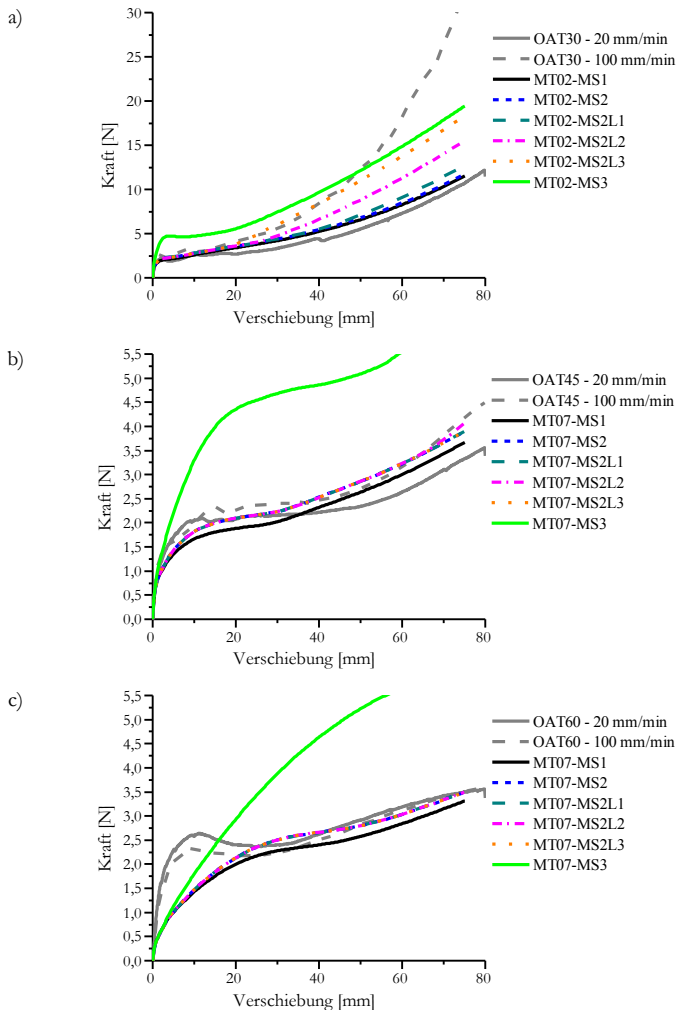 a)
Kraft [N]
30
25
20
15
10
5
0
0 20 40 60 80
Verschiebung [mm]
OAT30 - 20 mm/min
OAT30 - 100 mm/min
MT02-MS1
MT02-MS2
MT02-MS2L1
MT02-MS2L2
MT02-MS2L3
MT02-MS3
b)
Kraft [N]
5,5
5,0
4,5
4,0
3,5
3,0
2,5
2,0
1,5
1,0
0,5
0,0
0 20 40 60 80
Verschiebung [mm]
OAT45 - 20 mm/min
OAT45 - 100 mm/min
MT07-MS1
MT07-MS2
MT07-MS2L1
MT07-MS2L2
MT07-MS2L3
MT07-MS3
c)
Kraft [N]
5,5
5,0
4,5
4,0
3,5
3,0
2,5
2,0
1,5
1,0
0,5
0,0
0 20 40 60 80
Verschiebung [mm]
OAT60 - 20 mm/min
OAT60 - 100 mm/min
MT07-MS1
MT07-MS2
MT07-MS2L1
MT07-MS2L2
MT07-MS2L3
MT07-MS3